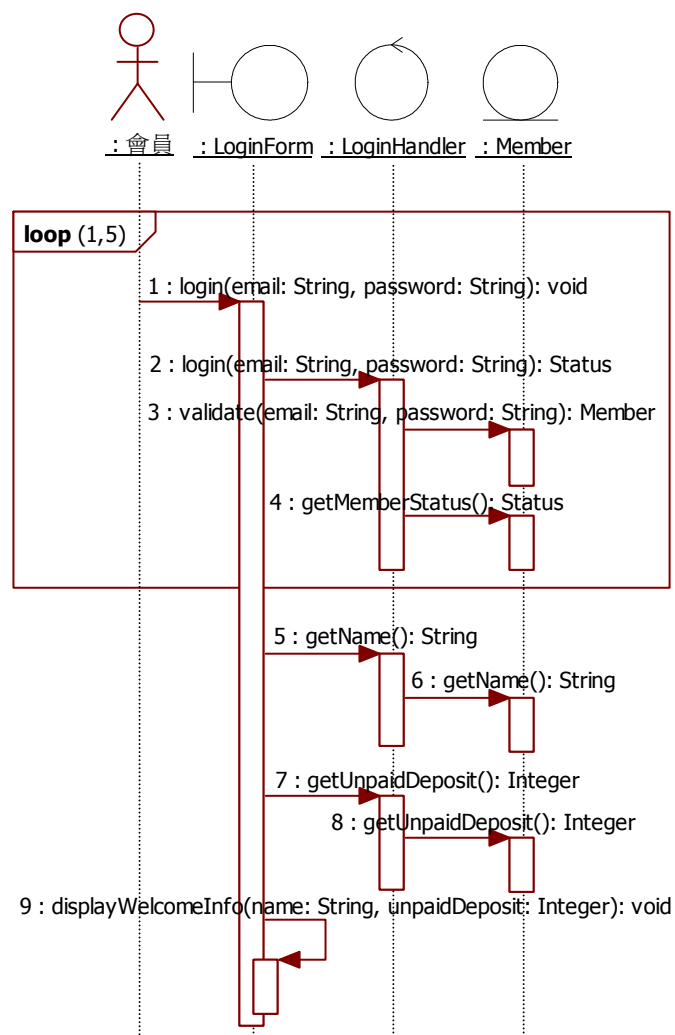 : 會員 : LoginForm : LoginHandler : Member
loop (1,5)
1 : login(email: String, password: String): void
2 : login(email: String, password: String): Status
3 : validate(email: String, password: String): Member
4 : getMemberStatus(): Status
5 : getName(): String
6 : getName(): String
7 : getUnpaidDeposit(): Integer
8 : getUnpaidDeposit(): Integer
9 : displayWelcomeInfo(name: String, unpaidDeposit: Integer): void